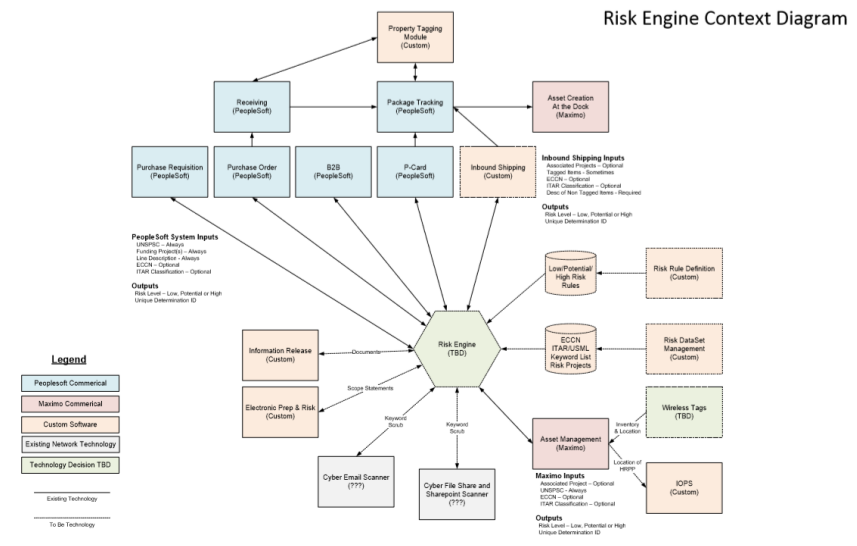 Risk Engine Context Diagram
Property Tagging
Module
(Custom)
Receiving
(PeopleSoft)
Package Tracking
(PeopleSoft)
Asset Creation
At the Dock
(Maximo)
Purchase Requisition
(PeopleSoft)
Purchase Order
(PeopleSoft)
B2B
(PeopleSoft)
P-Card
(PeopleSoft)
Inbound Shipping
(Custom)
Inbound Shipping Inputs
Associated Projects – Optional
Tagged Items - Sometimes
ECCN – Optional
ITAR Classification – Optional
Desc of Non Tagged Items - Required
Outputs
Risk Level – Low, Potential or High
Unique Determination ID
PeopleSoft System Inputs
UNSPSC – Always
Funding Project(s) – Always
Line Description - Always
ECCN – Optional
ITAR Classification – Optional
Outputs
Risk Level – Low, Potential or High
Unique Determination ID
Low/Potential/
High Risk
Rules
Risk Rule Definition
(Custom)
Risk Engine
(TBD)
ECCN
ITAR/USML
Keyword List
Risk Projects
Risk DataSet
Management
(Custom)
Information Release
(Custom)
Documents
Electronic Prep & Risk
(Custom)
Scope Statements
Keyword
Scrub
Keyword
Scrub
Cyber Email Scanner
(???)
Cyber File Share and
Sharepoint Scanner
(???)
Asset Management
(Maximo)
Inventory
& Location
Wireless Tags
(TBD)
Location of
HRPP
IOPS
(Custom)
Maximo Inputs
Associated Project – Optional
UNSPSC - Always
ECCN – Optional
ITAR Classification – Optional
Outputs
Risk Level – Low, Potential or High
Unique Determination ID
Legend
Peoplesoft Commerical
Maximo Commerical
Custom Software
Existing Network Technology
Technology Decision TBD
Existing Technology
To Be Technology